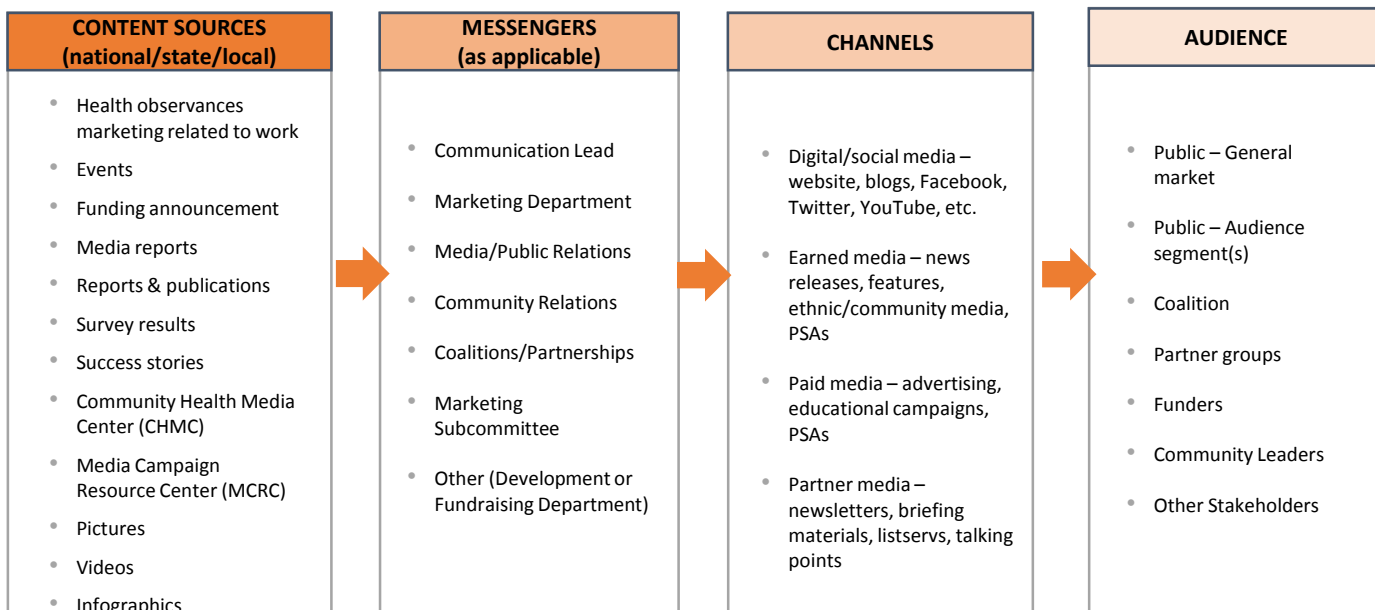 CONTENT SOURCES
(national/state/local)
• Health observances
marketing related to work
• Events
• Funding announcement
• Media reports
• Reports & publications
• Survey results
• Success stories
• Community Health Media
Center (CHMC)
• Media Campaign
Resource Center (MCRC)
• Pictures
• Videos
• Infographics
MESSENGERS
(as applicable)
• Communication Lead
• Marketing Department
• Media/Public Relations
• Community Relations
• Coalitions/Partnerships
• Marketing
Subcommittee
• Other (Development or
Fundraising Department)
CHANNELS
• Digital/social media –
website, blogs, Facebook,
Twitter, YouTube, etc.
• Earned media – news
releases, features,
ethnic/community media,
PSAs
• Paid media – advertising,
educational campaigns,
PSAs
• Partner media –
newsletters, briefing
materials, listservs, talking
points
AUDIENCE
• Public – General
market
• Public – Audience
segment(s)
• Coalition
• Partner groups
• Funders
• Community Leaders
• Other Stakeholders